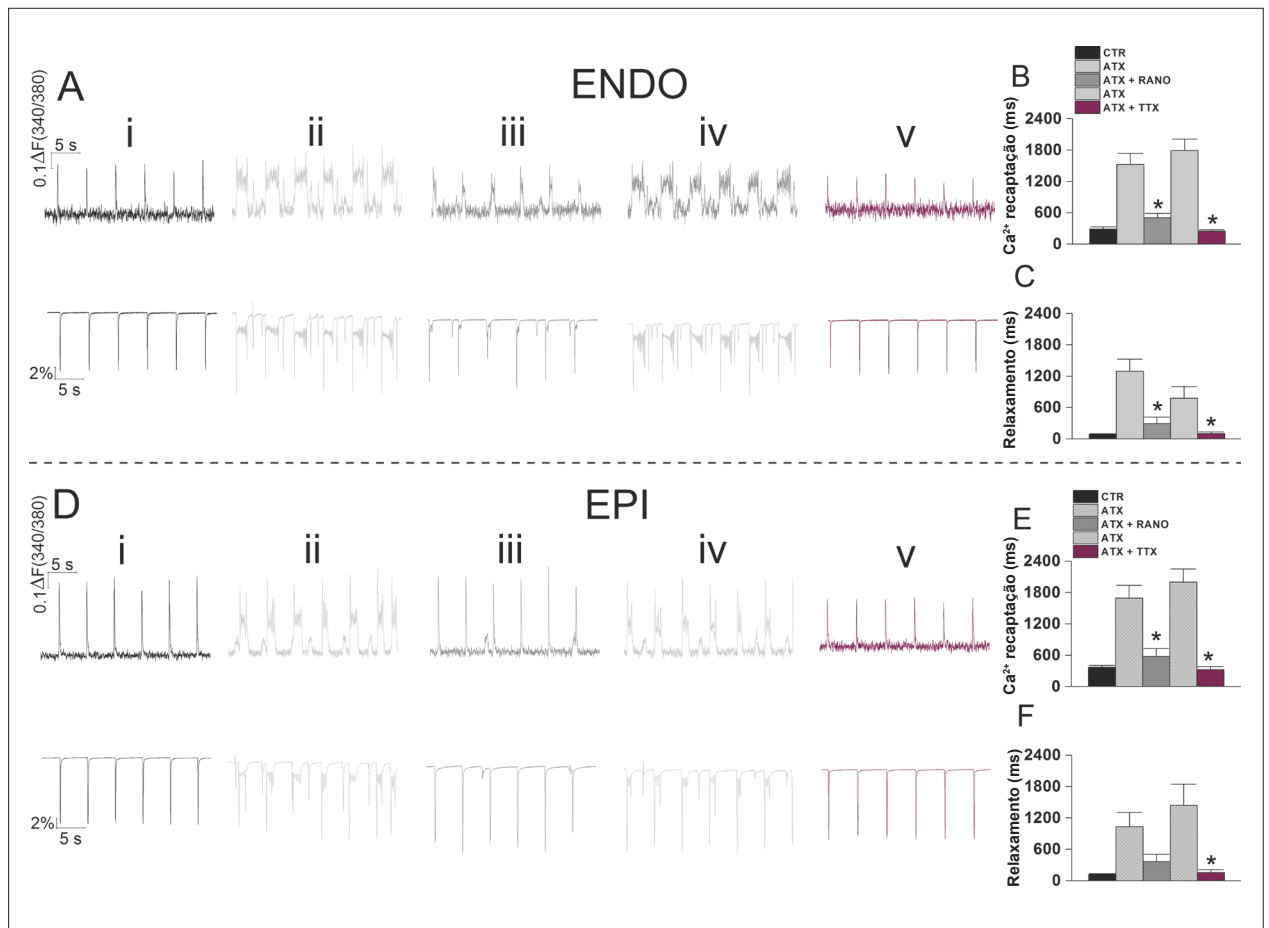 A
ENDO
0.1ΔF(340/380)
5 s
i
ii
iii
iv
v
2%
5 s
B
CTR
ATX
ATX + RANO
ATX
ATX + TTX
Ca²⁺ recaptação (ms)
2400
1800
1200
600
0
*
*
C
Relaxamento (ms)
2400
1800
1200
600
0
*
*
D
EPI
0.1ΔF(340/380)
5 s
i
ii
iii
iv
v
2%
5 s
E
CTR
ATX
ATX + RANO
ATX
ATX + TTX
Ca²⁺ recaptação (ms)
2400
1800
1200
600
0
*
*
F
Relaxamento (ms)
2400
1800
1200
600
0
*